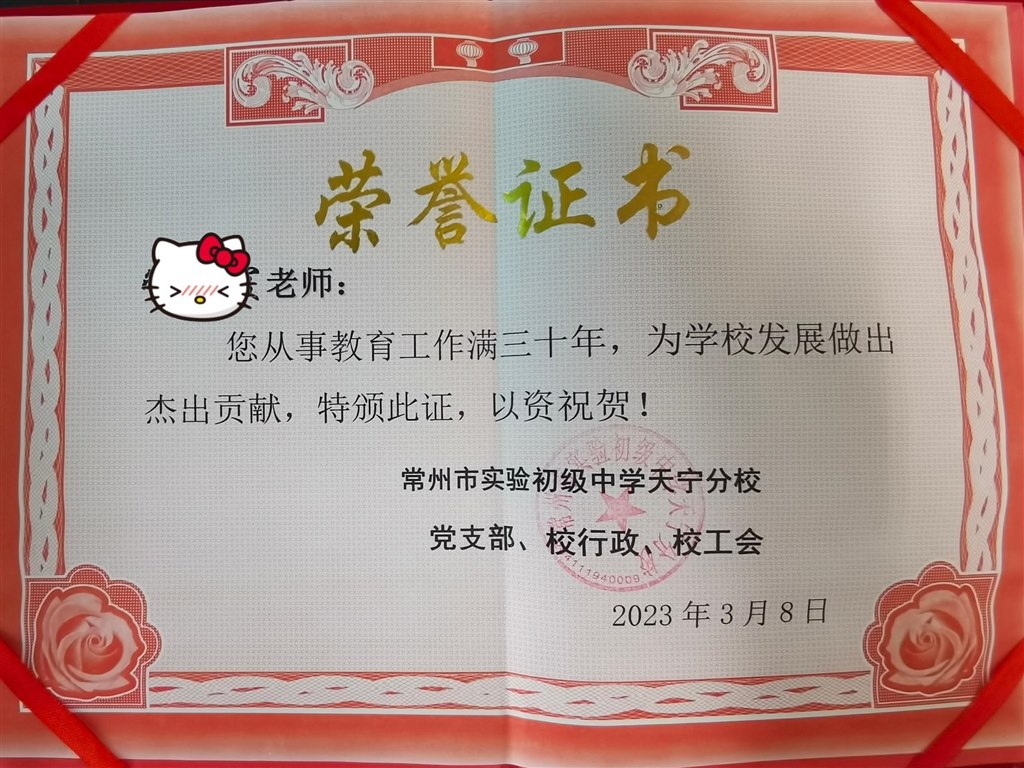 荣誉证书
老师：
您从事教育工作满三十年，为学校发展做出
杰出贡献，特颁此证，以资祝贺！
常州市实验初级中学天宁分校
党支部、校行政、校工会
2023年3月8日